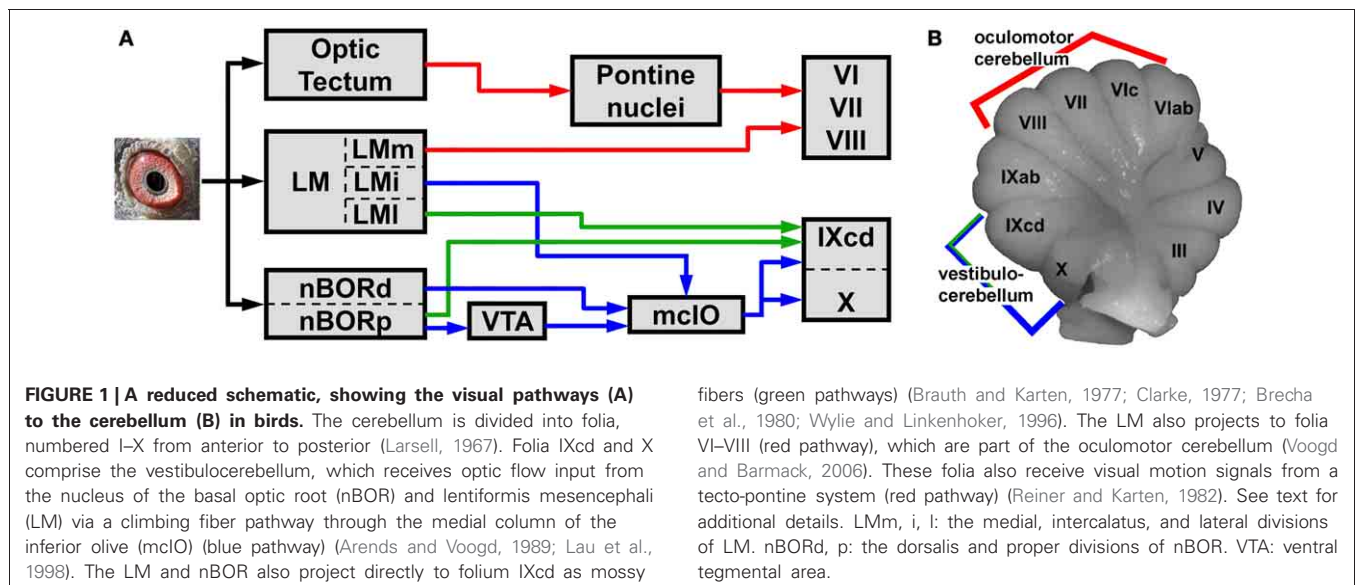 A
Optic
Tectum
Pontine
nuclei
VI
VII
VIII
LM
LMm
LMi
LMl
IXcd
X
nBORd
nBORp
VTA
mcIO
B
oculomotor
cerebellum
VIc
VII
VIab
VIII
V
IXab
IV
IXcd
III
X
vestibulo-
cerebellum
FIGURE 1 | A reduced schematic, showing the visual pathways (A)
to the cerebellum (B) in birds. The cerebellum is divided into folia,
numbered I–X from anterior to posterior (Larsell, 1967). Folia IXcd and X
comprise the vestibulocerebellum, which receives optic flow input from
the nucleus of the basal optic root (nBOR) and lentiformis mesencephali
(LM) via a climbing fiber pathway through the medial column of the
inferior olive (mcIO) (blue pathway) (Arends and Voogd, 1989; Lau et al.,
1998). The LM and nBOR also project directly to folium IXcd as mossy
fibers (green pathways) (Brauth and Karten, 1977; Clarke, 1977; Brecha
et al., 1980; Wylie and Linkenhoker, 1996). The LM also projects to folia
VI–VIII (red pathway), which are part of the oculomotor cerebellum (Voogd
and Barmack, 2006). These folia also receive visual motion signals from a
tecto-pontine system (red pathway) (Reiner and Karten, 1982). See text for
additional details. LMm, i, l: the medial, intercalatus, and lateral divisions
of LM. nBORd, p: the dorsalis and proper divisions of nBOR. VTA: ventral
tegmental area.